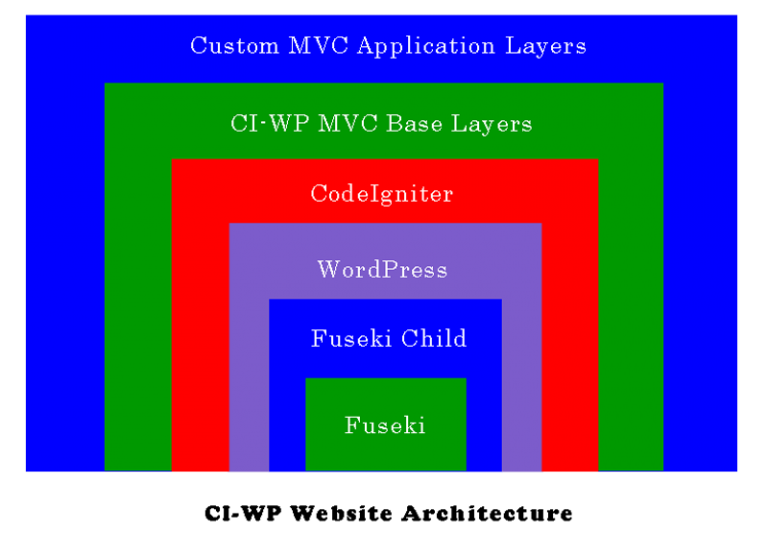 Custom MVC Application Layers
CI-WP MVC Base Layers
CodeIgniter
WordPress
Fuseki Child
Fuseki
CI-WP Website Architecture